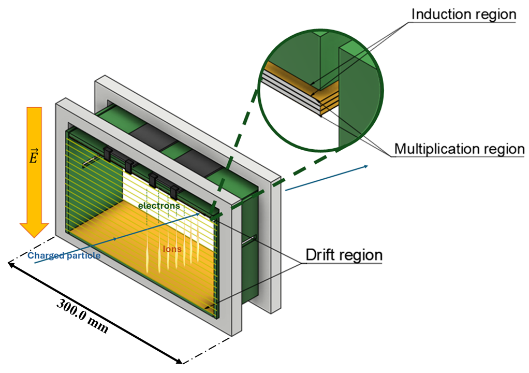 Induction region
Multiplication region
E
electrons
Ions
Charged particle
Drift region
300.0 mm